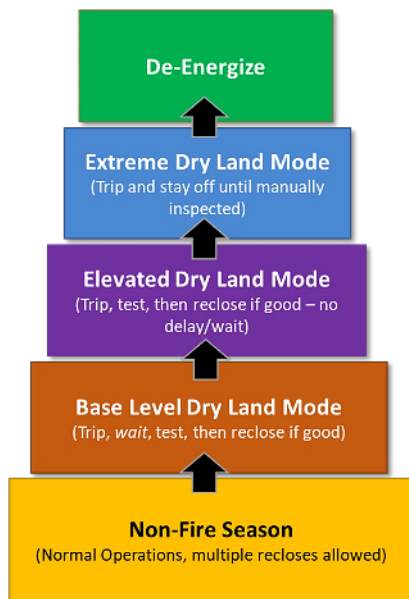 De-Energize
Extreme Dry Land Mode
(Trip and stay off until manually
inspected)
Elevated Dry Land Mode
(Trip, test, then reclose if good – no
delay/wait)
Base Level Dry Land Mode
(Trip, wait, test, then reclose if good)
Non-Fire Season
(Normal Operations, multiple recloses allowed)